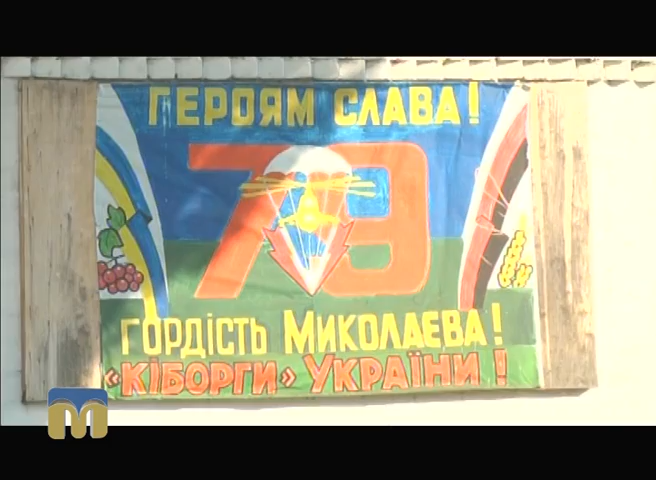 ГЕРОЯМ СЛАВА!
79
ГОРДІСТЬ МИКОЛАЄВА!
«КІБОРГИ» УКРАЇНИ!
M